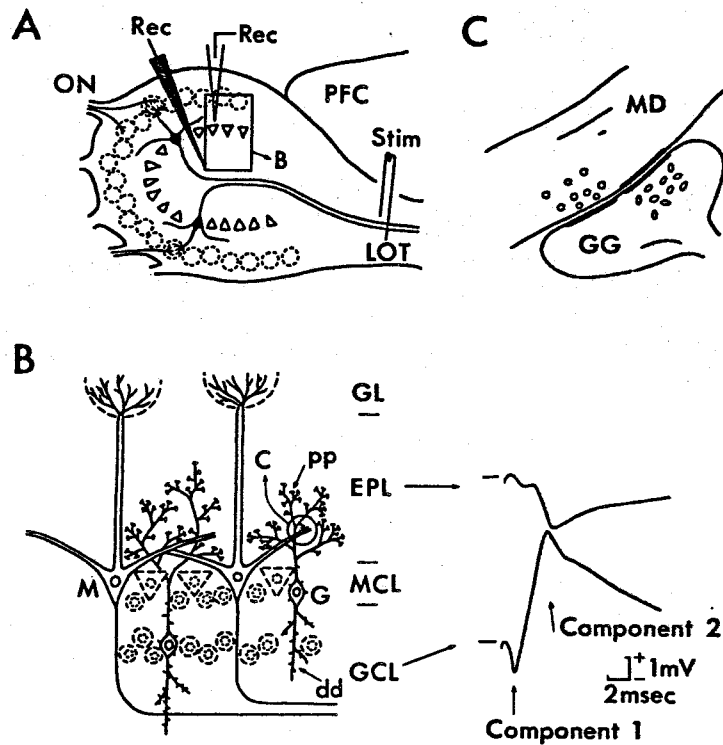 A
Rec
Rec
ON
PFC
Stim
B
LOT
C
MD
GG
B
GL
C
pp
EPL
M
MCL
G
Component 2
GCL
+
1mV
−
2msec
dd
Component 1